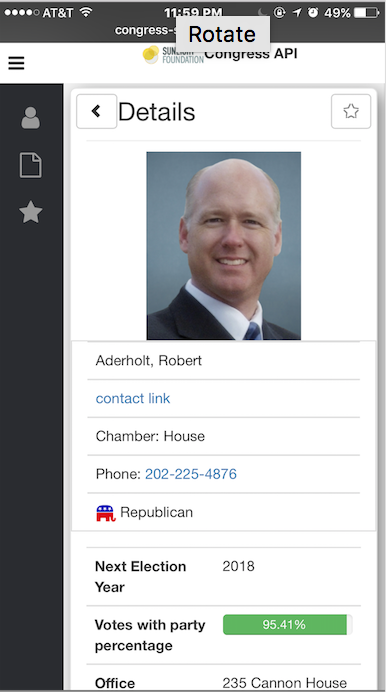 AT&T 11:59 PM 49%
congress-s
Rotate
SUNLIGHT
FOUNDATION
Congress API
Details
Aderholt, Robert
contact link
Chamber: House
Phone: 202-225-4876
Republican
Next Election Year 2018
Votes with party percentage 95.41%
Office 235 Cannon House